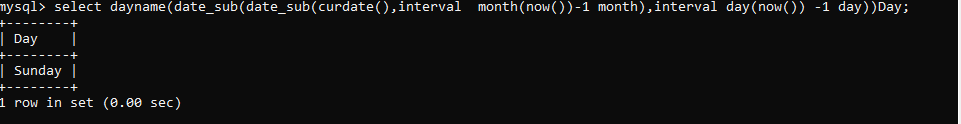 mysql> select dayname(date_sub(date_sub(curdate(),interval  month(now())-1 month),interval day(now()) -1 day))Day;
+--------+
| Day    |
+--------+
| Sunday |
+--------+
1 row in set (0.00 sec)